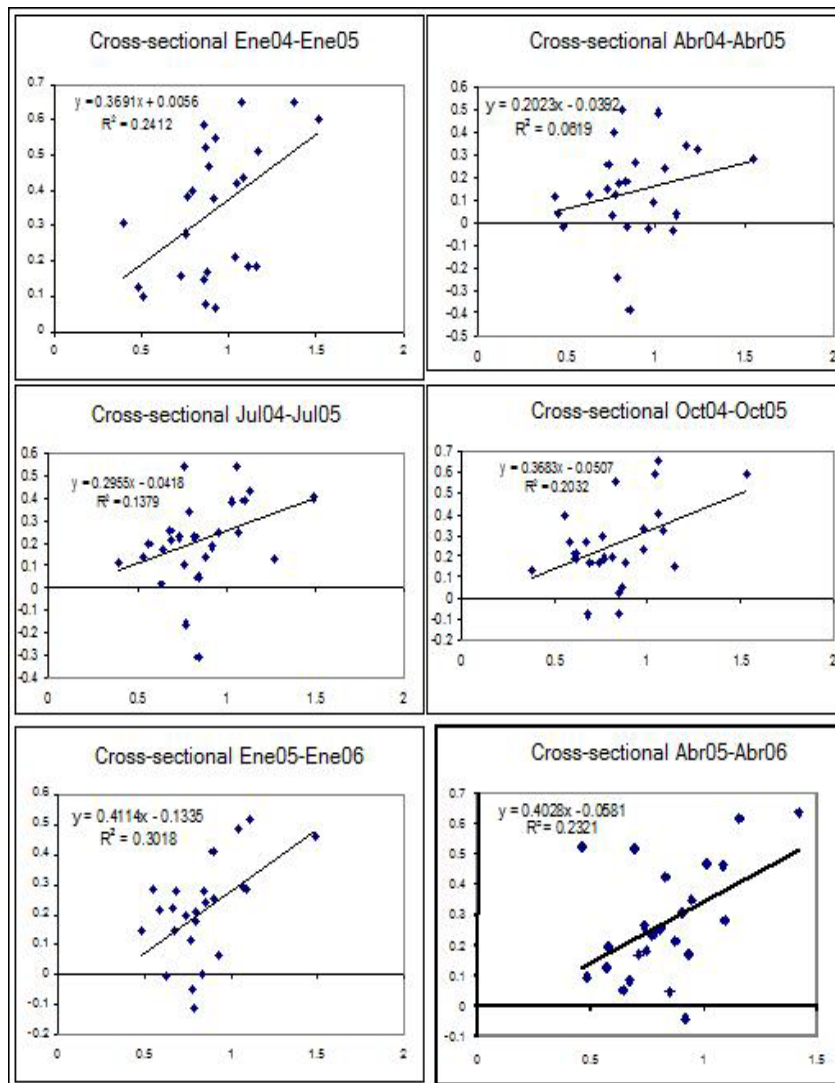 Cross-sectional Ene04-Ene05
y = 0.3691x + 0.0056
R² = 0.2412
0.7
0.6
0.5
0.4
0.3
0.2
0.1
0
0 0.5 1 1.5 2
Cross-sectional Abr04-Abr05
y = 0.2023x - 0.0392
R² = 0.0619
0.6
0.5
0.4
0.3
0.2
0.1
0
-0.1
-0.2
-0.3
-0.4
-0.5
0 0.5 1 1.5 2
Cross-sectional Jul04-Jul05
y = 0.2955x - 0.0418
R² = 0.1379
0.6
0.5
0.4
0.3
0.2
0.1
0
-0.1
-0.2
-0.3
-0.4
0 0.5 1 1.5 2
Cross-sectional Oct04-Oct05
y = 0.3683x - 0.0507
R² = 0.2032
0.7
0.6
0.5
0.4
0.3
0.2
0.1
0
-0.1
-0.2
0 0.5 1 1.5 2
Cross-sectional Ene05-Ene06
y = 0.4114x - 0.1335
R² = 0.3018
0.6
0.5
0.4
0.3
0.2
0.1
0
-0.1
-0.2
0 0.5 1 1.5 2
Cross-sectional Abr05-Abr06
y = 0.4028x - 0.0581
R² = 0.2321
0.7
0.6
0.5
0.4
0.3
0.2
0.1
0
-0.1
0 0.5 1 1.5